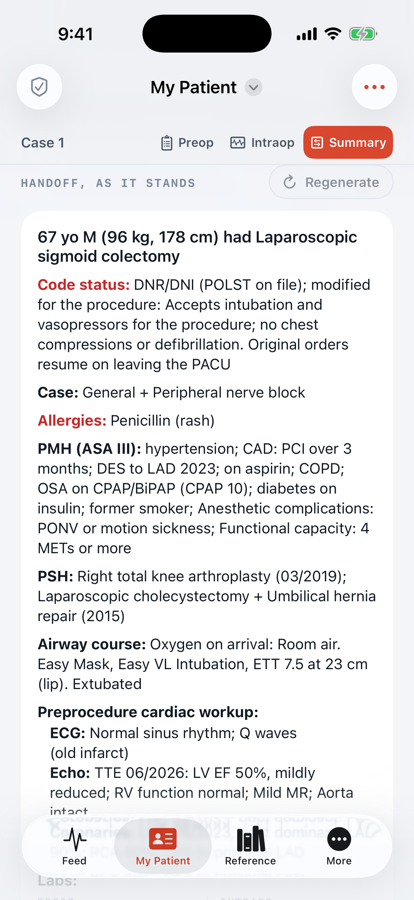 9:41
My Patient
Case 1
Preop
Intraop
Summary
HANDOFF, AS IT STANDS
Regenerate
67 yo M (96 kg, 178 cm) had Laparoscopic
sigmoid colectomy
Code status: DNR/DNI (POLST on file); modified
for the procedure: Accepts intubation and
vasopressors for the procedure; no chest
compressions or defibrillation. Original orders
resume on leaving the PACU
Case: General + Peripheral nerve block
Allergies: Penicillin (rash)
PMH (ASA III): hypertension; CAD: PCI over 3
months; DES to LAD 2023; on aspirin; COPD;
OSA on CPAP/BiPAP (CPAP 10); diabetes on
insulin; former smoker; Anesthetic complications:
PONV or motion sickness; Functional capacity: 4
METs or more
PSH: Right total knee arthroplasty (03/2019);
Laparoscopic cholecystectomy + Umbilical hernia
repair (2015)
Airway course: Oxygen on arrival: Room air.
Easy Mask, Easy VL Intubation, ETT 7.5 at 23 cm
(lip). Extubated
Preprocedure cardiac workup:
ECG: Normal sinus rhythm; Q waves
(old infarct)
Echo: TTE 06/2026: LV EF 50%, mildly
reduced; RV function normal; Mild MR; Aorta
intact
Labs:
Feed
My Patient
Reference
More